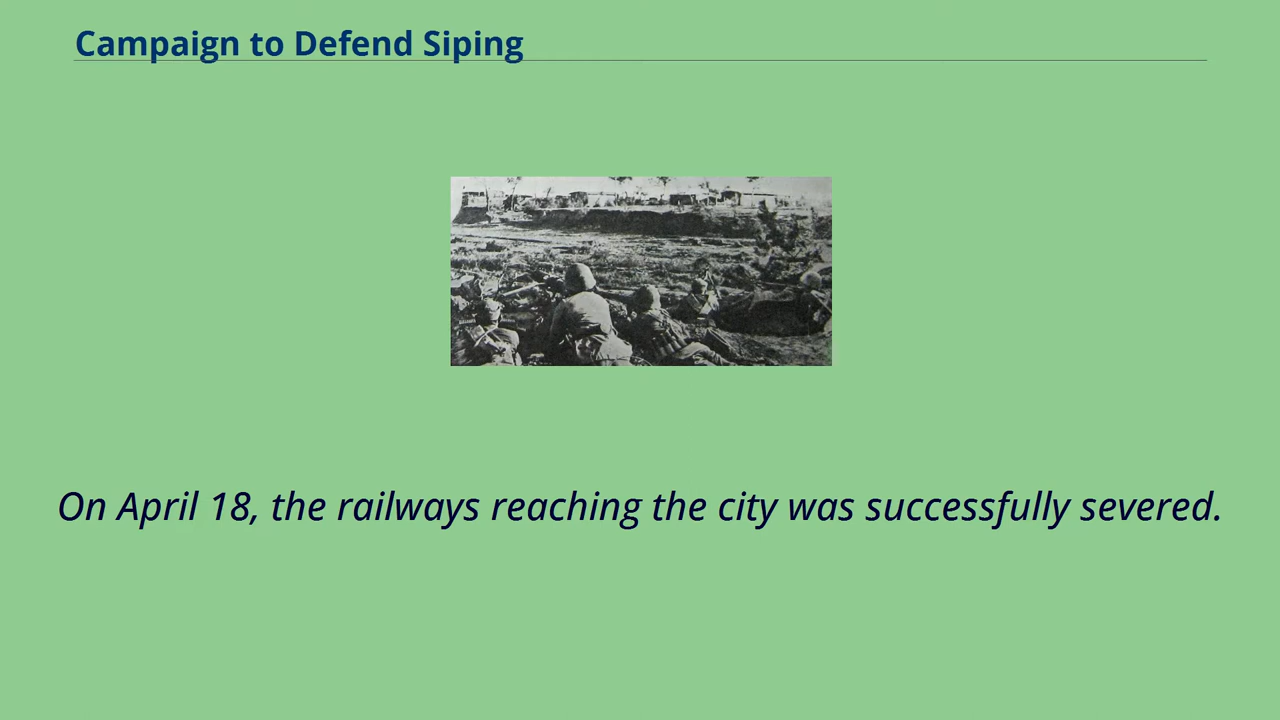 Campaign to Defend Siping
On April 18, the railways reaching the city was successfully severed.